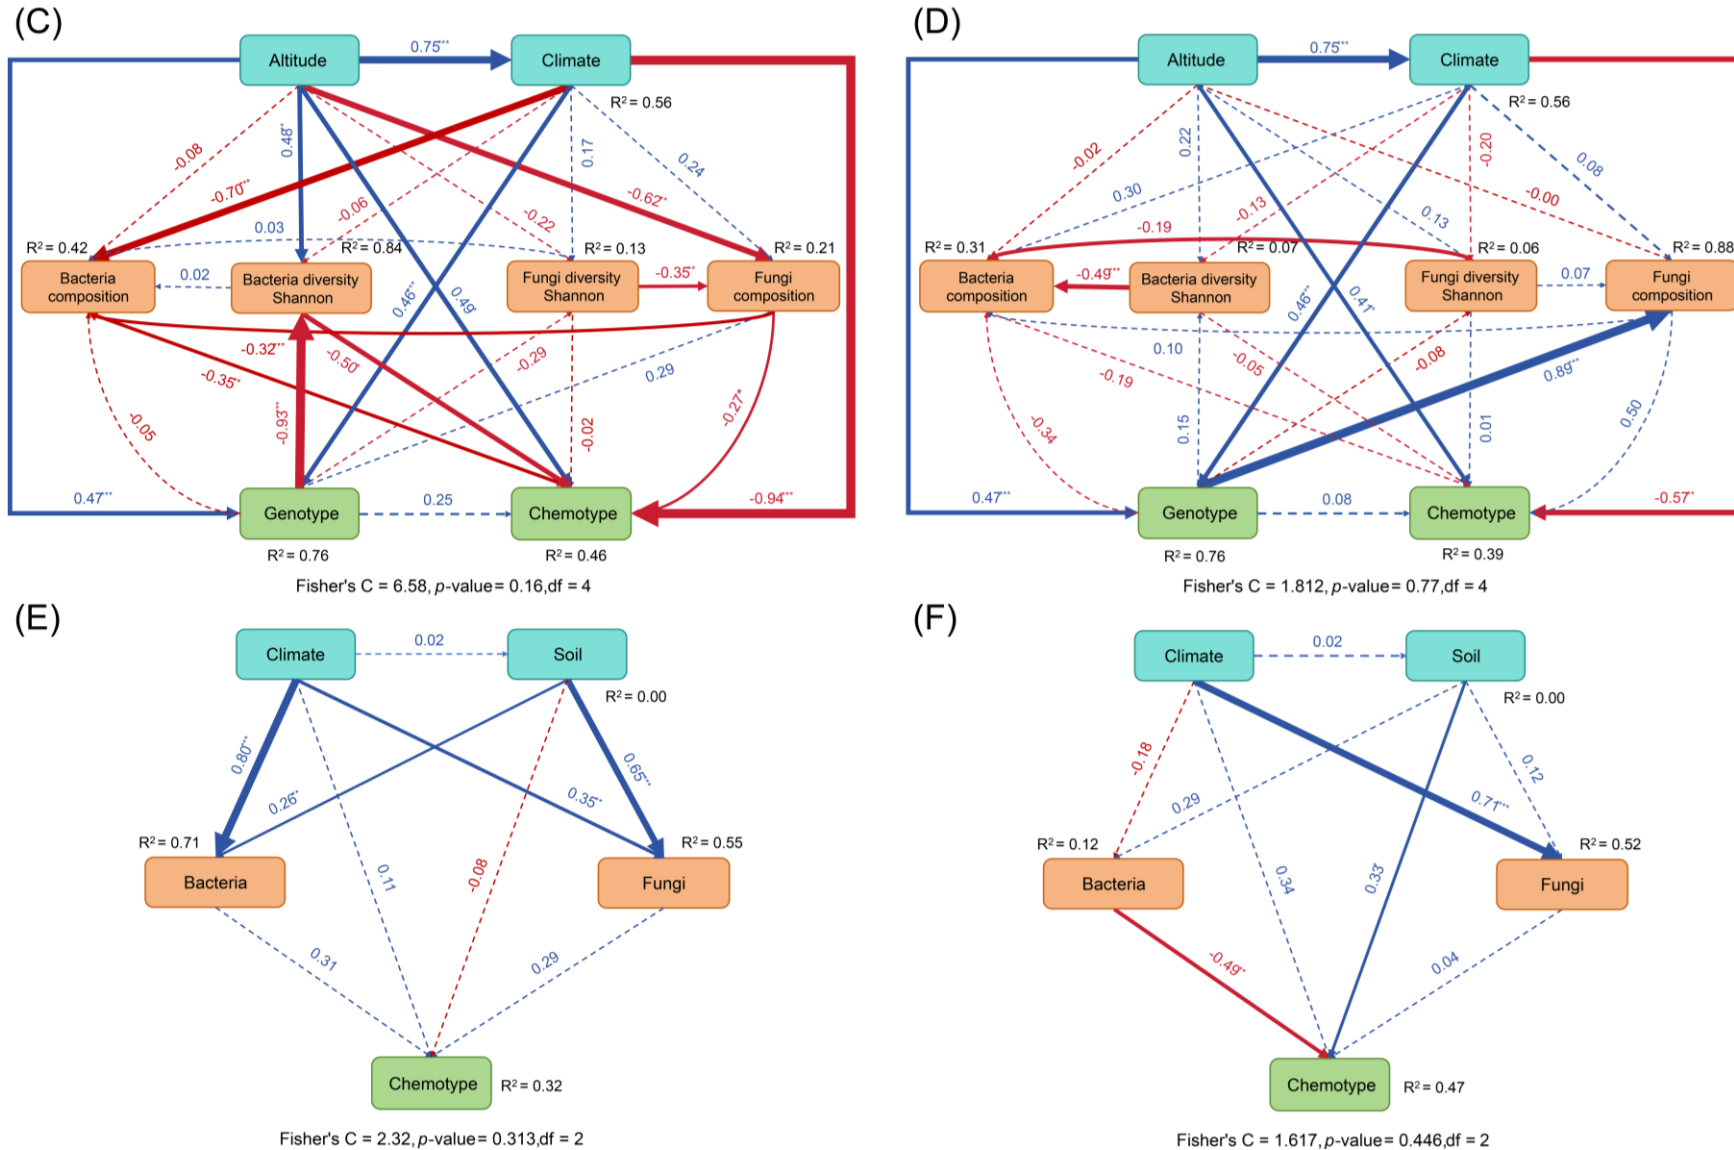 (C)
Altitude
0.75***
Climate
R² = 0.56
-0.08
0.48**
-0.70***
-0.06
0.17
0.24
-0.22
-0.62*
0.03
R² = 0.42
R² = 0.84
R² = 0.13
R² = 0.21
Bacteria
composition
0.02
Bacteria diversity
Shannon
Fungi diversity
Shannon
-0.35*
Fungi
composition
0.46***
0.49*
-0.32***
-0.35*
-0.50*
-0.29
0.29
-0.27*
-0.05
-0.93***
-0.02
0.47***
Genotype
0.25
Chemotype
-0.94***
R² = 0.76
R² = 0.46
Fisher's C = 6.58, p-value = 0.16,df = 4
(D)
Altitude
0.75***
Climate
R² = 0.56
-0.02
0.22
-0.20
0.08
0.30
-0.13
0.13
-0.00
-0.19
R² = 0.31
R² = 0.07
R² = 0.06
R² = 0.88
Bacteria
composition
-0.49***
Bacteria diversity
Shannon
Fungi diversity
Shannon
0.07
Fungi
composition
0.46***
0.41*
0.10
-0.19
-0.05
-0.08
0.89***
0.50
-0.34
0.15
0.01
0.47***
Genotype
0.08
Chemotype
-0.57**
R² = 0.76
R² = 0.39
Fisher's C = 1.812, p-value = 0.77,df = 4
(E)
Climate
0.02
Soil
R² = 0.00
0.80***
0.65***
0.26**
0.35**
R² = 0.71
R² = 0.55
Bacteria
0.11
-0.08
Fungi
0.31
0.29
Chemotype
R² = 0.32
Fisher's C = 2.32, p-value = 0.313,df = 2
(F)
Climate
0.02
Soil
R² = 0.00
-0.18
0.12
0.29
0.71***
R² = 0.12
R² = 0.52
Bacteria
0.34
0.33*
Fungi
-0.49**
0.04
Chemotype
R² = 0.47
Fisher's C = 1.617, p-value = 0.446,df = 2